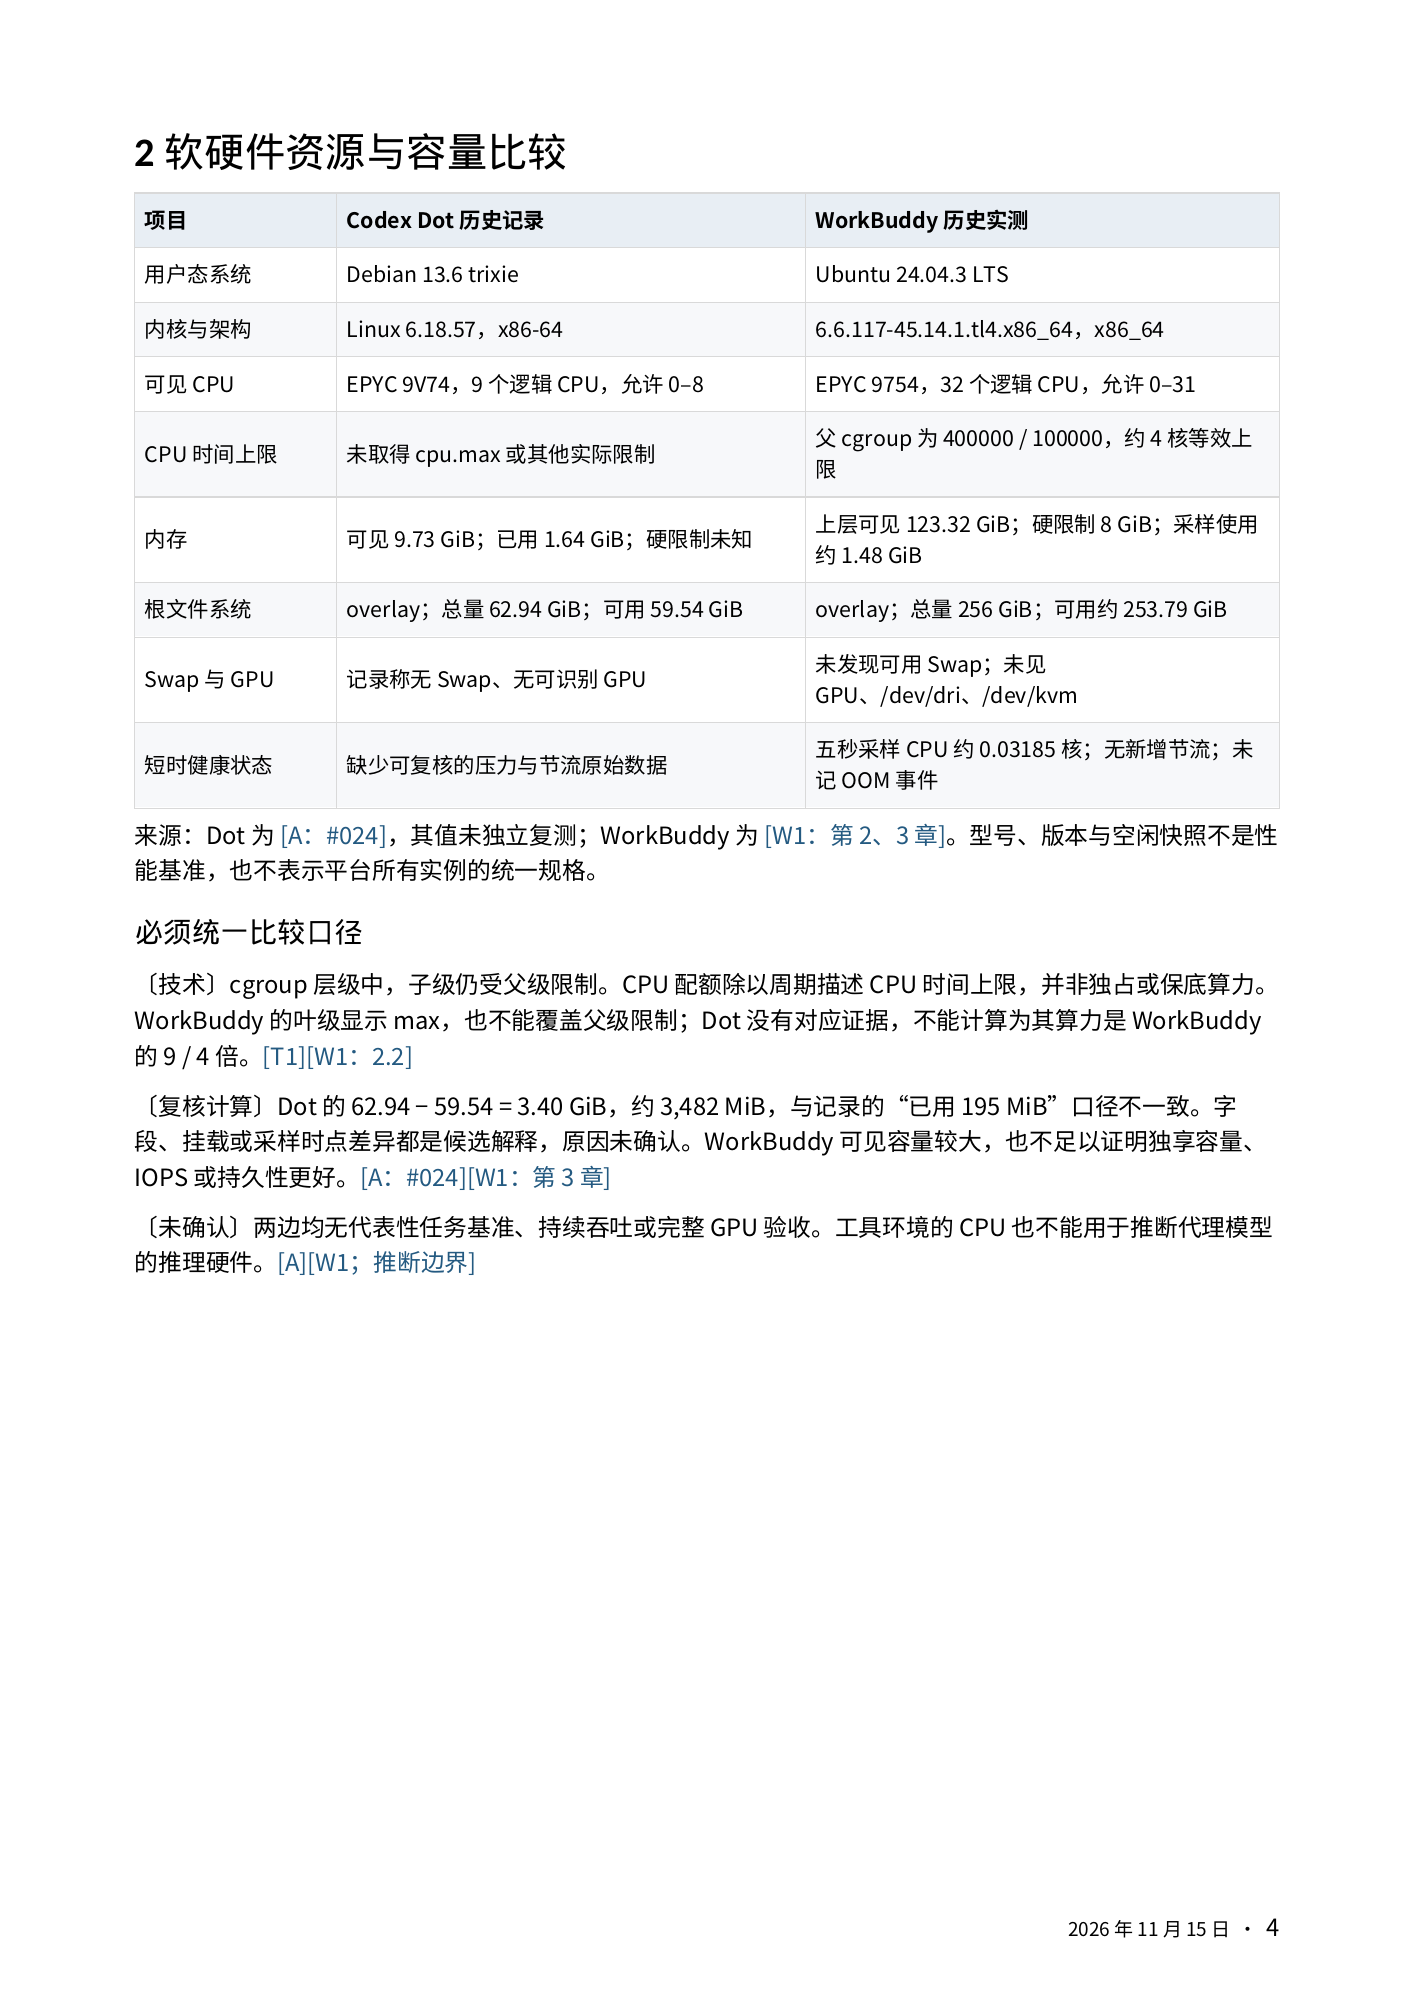 2 软硬件资源与容量比较
项目 Codex Dot 历史记录 WorkBuddy 历史实测
用户态系统 Debian 13.6 trixie Ubuntu 24.04.3 LTS
内核与架构 Linux 6.18.57，x86-64 6.6.117-45.14.1.tl4.x86_64，x86_64
可见 CPU EPYC 9V74，9 个逻辑 CPU，允许 0–8 EPYC 9754，32 个逻辑 CPU，允许 0–31
CPU 时间上限 未取得 cpu.max 或其他实际限制 父 cgroup 为 400000 / 100000，约 4 核等效上
限
内存 可见 9.73 GiB；已用 1.64 GiB；硬限制未知 上层可见 123.32 GiB；硬限制 8 GiB；采样使用
约 1.48 GiB
根文件系统 overlay；总量 62.94 GiB；可用 59.54 GiB overlay；总量 256 GiB；可用约 253.79 GiB
Swap 与 GPU 记录称无 Swap、无可识别 GPU 未发现可用 Swap；未见
GPU、/dev/dri、/dev/kvm
短时健康状态 缺少可复核的压力与节流原始数据 五秒采样 CPU 约 0.03185 核；无新增节流；未
记 OOM 事件
来源：Dot 为 [A：#024]，其值未独立复测；WorkBuddy 为 [W1：第 2、3 章]。型号、版本与空闲快照不是性
能基准，也不表示平台所有实例的统一规格。
必须统一比较口径
〔技术〕cgroup 层级中，子级仍受父级限制。CPU 配额除以周期描述 CPU 时间上限，并非独占或保底算力。
WorkBuddy 的叶级显示 max，也不能覆盖父级限制；Dot 没有对应证据，不能计算为其算力是 WorkBuddy
的 9 / 4 倍。[T1][W1：2.2]
〔复核计算〕Dot 的 62.94 − 59.54 = 3.40 GiB，约 3,482 MiB，与记录的“已用 195 MiB”口径不一致。字
段、挂载或采样时点差异都是候选解释，原因未确认。WorkBuddy 可见容量较大，也不足以证明独享容量、
IOPS 或持久性更好。[A：#024][W1：第 3 章]
〔未确认〕两边均无代表性任务基准、持续吞吐或完整 GPU 验收。工具环境的 CPU 也不能用于推断代理模型
的推理硬件。[A][W1；推断边界]
2026 年 11 月 15 日 · 4